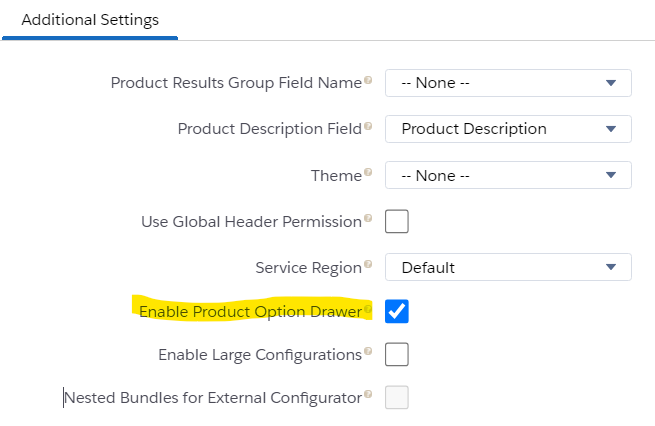 Additional Settings
Product Results Group Field Name -- None --
Product Description Field Product Description
Theme -- None --
Use Global Header Permission
Service Region Default
Enable Product Option Drawer
Enable Large Configurations
Nested Bundles for External Configurator